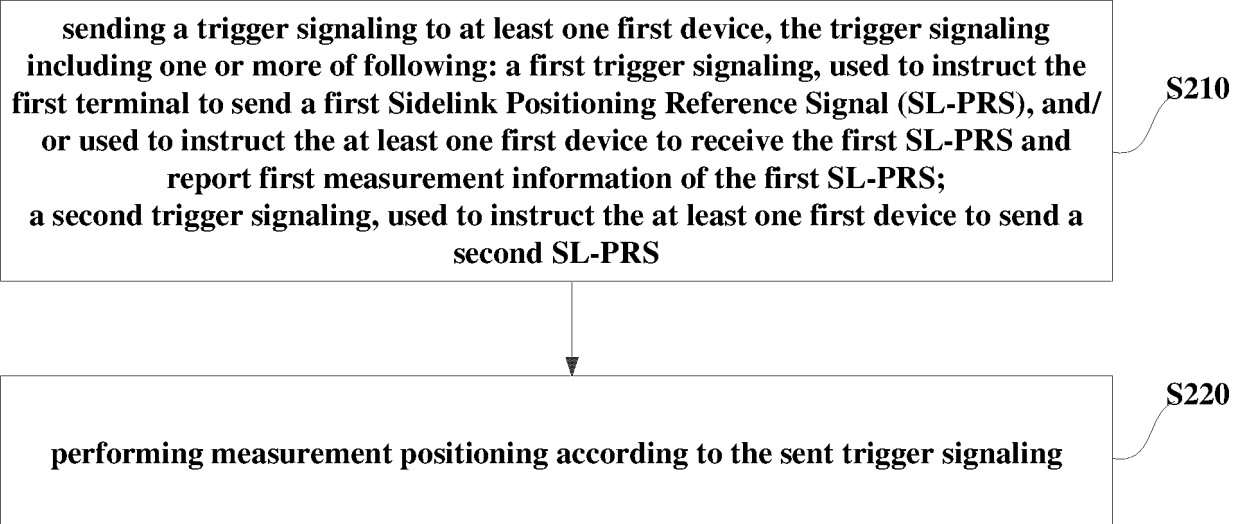 sending a trigger signaling to at least one first device, the trigger signaling
including one or more of following: a first trigger signaling, used to instruct the
first terminal to send a first Sidelink Positioning Reference Signal (SL-PRS), and/
or used to instruct the at least one first device to receive the first SL-PRS and
report first measurement information of the first SL-PRS;
a second trigger signaling, used to instruct the at least one first device to send a
second SL-PRS
S210
performing measurement positioning according to the sent trigger signaling
S220